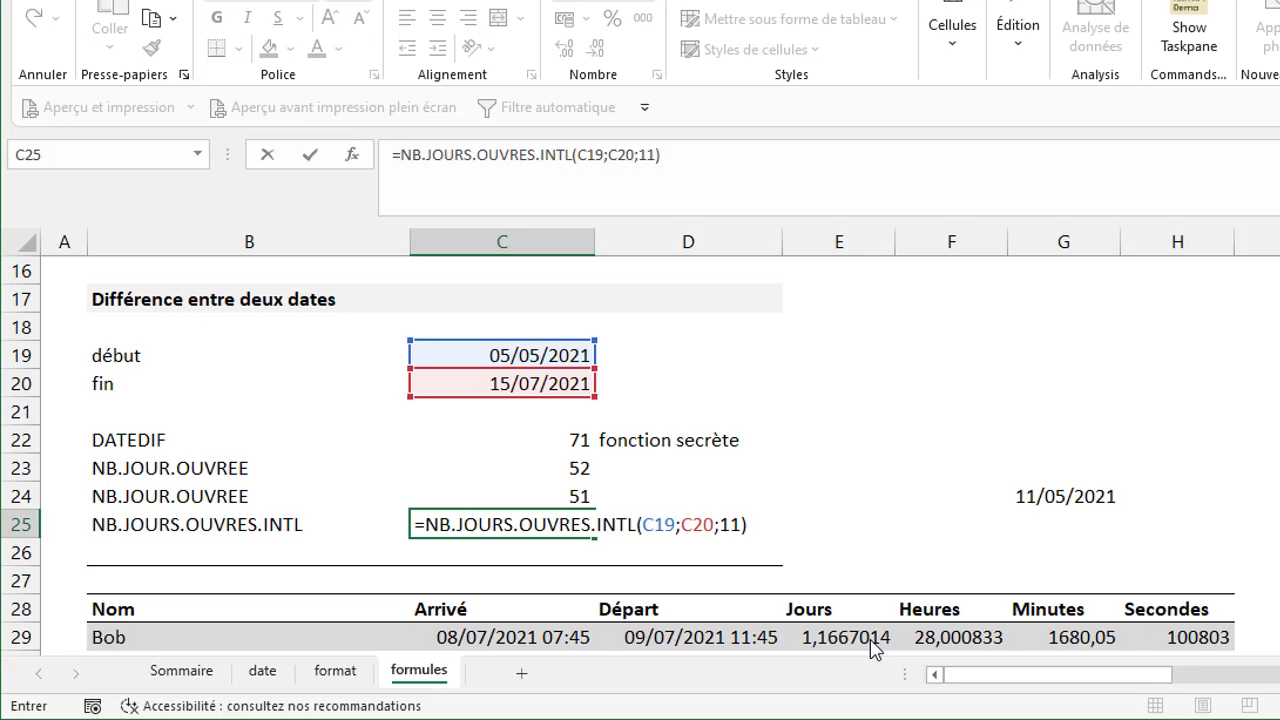 Coller
G I S
A A
% 000
Mettre sous forme de tableau
Styles de cellules
Cellules
Édition
Analyse de
données
Show
Taskpane
Annuler Presse-papiers Police Alignement Nombre Styles Analysis Commands... Nouve
Aperçu et impression Aperçu avant impression plein écran Filtre automatique
C25 fx =NB.JOURS.OUVRES.INTL(C19;C20;11)
A B C D E F G H
16
17 Différence entre deux dates
18
19 début 05/05/2021
20 fin 15/07/2021
21
22 DATEDIF 71 fonction secrète
23 NB.JOUR.OUVREE 52
24 NB.JOUR.OUVREE 51 11/05/2021
25 NB.JOURS.OUVRES.INTL =NB.JOURS.OUVRES.INTL(C19;C20;11)
26
27
28 Nom Arrivé Départ Jours Heures Minutes Secondes
29 Bob 08/07/2021 07:45 09/07/2021 11:45 1,1667014 28,000833 1680,05 100803
Sommaire date format formules
Entrer Accessibilité : consultez nos recommandations